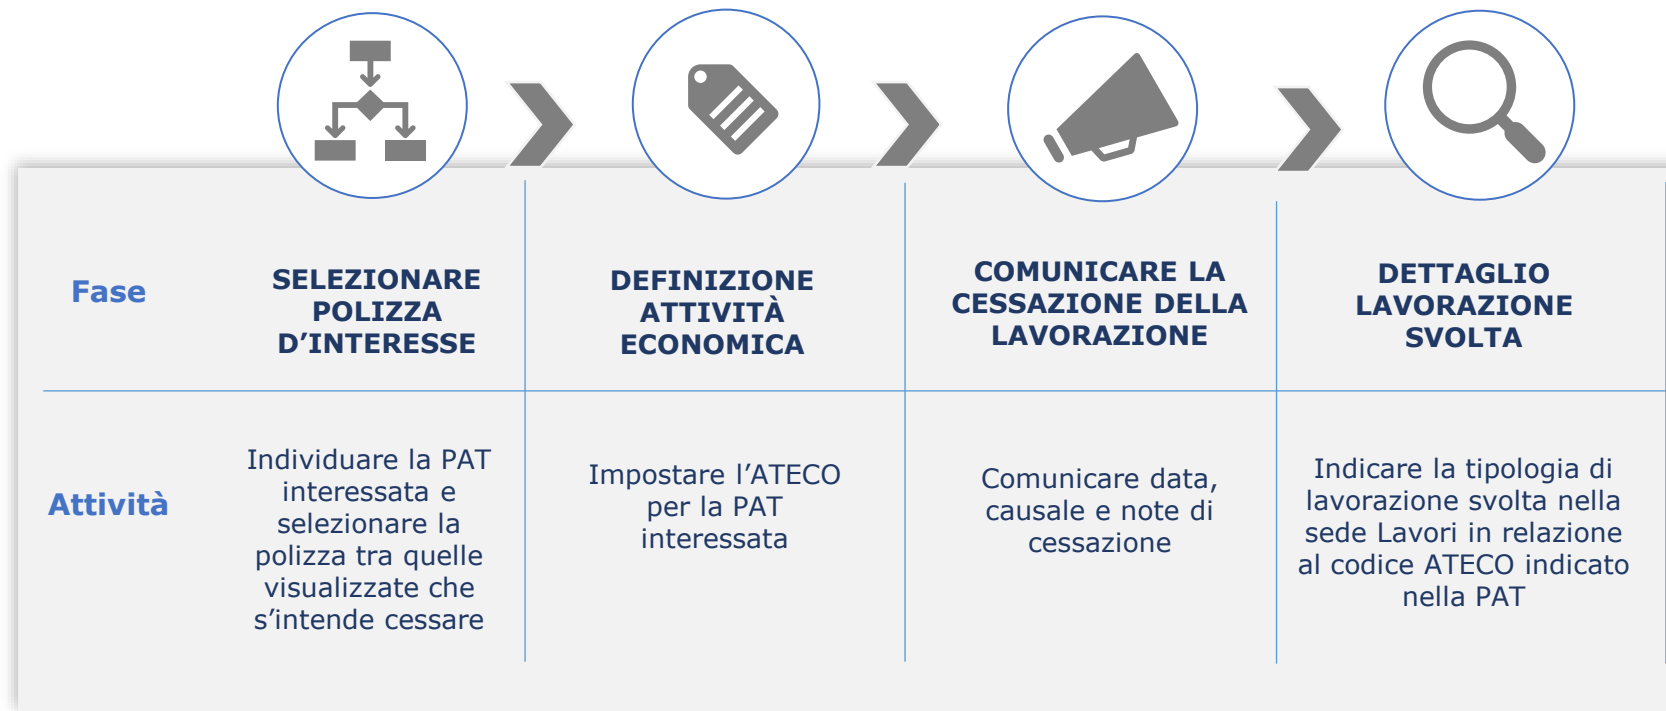 Fase
SELEZIONARE
POLIZZA
D’INTERESSE
DEFINIZIONE
ATTIVITÀ
ECONOMICA
COMUNICARE LA
CESSAZIONE DELLA
LAVORAZIONE
DETTAGLIO
LAVORAZIONE
SVOLTA
Attività
Individuare la PAT
interessata e
selezionare la
polizza tra quelle
visualizzate che
s’intende cessare
Impostare l’ATECO
per la PAT
interessata
Comunicare data,
causale e note di
cessazione
Indicare la tipologia di
lavorazione svolta nella
sede Lavori in relazione
al codice ATECO indicato
nella PAT